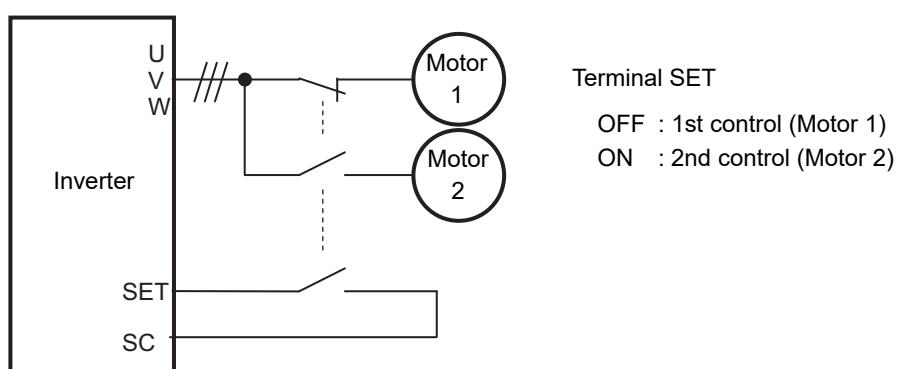 U
V
W
Motor
1
Terminal SET
OFF : 1st control (Motor 1)
ON : 2nd control (Motor 2)
Motor
2
Inverter
SET
SC